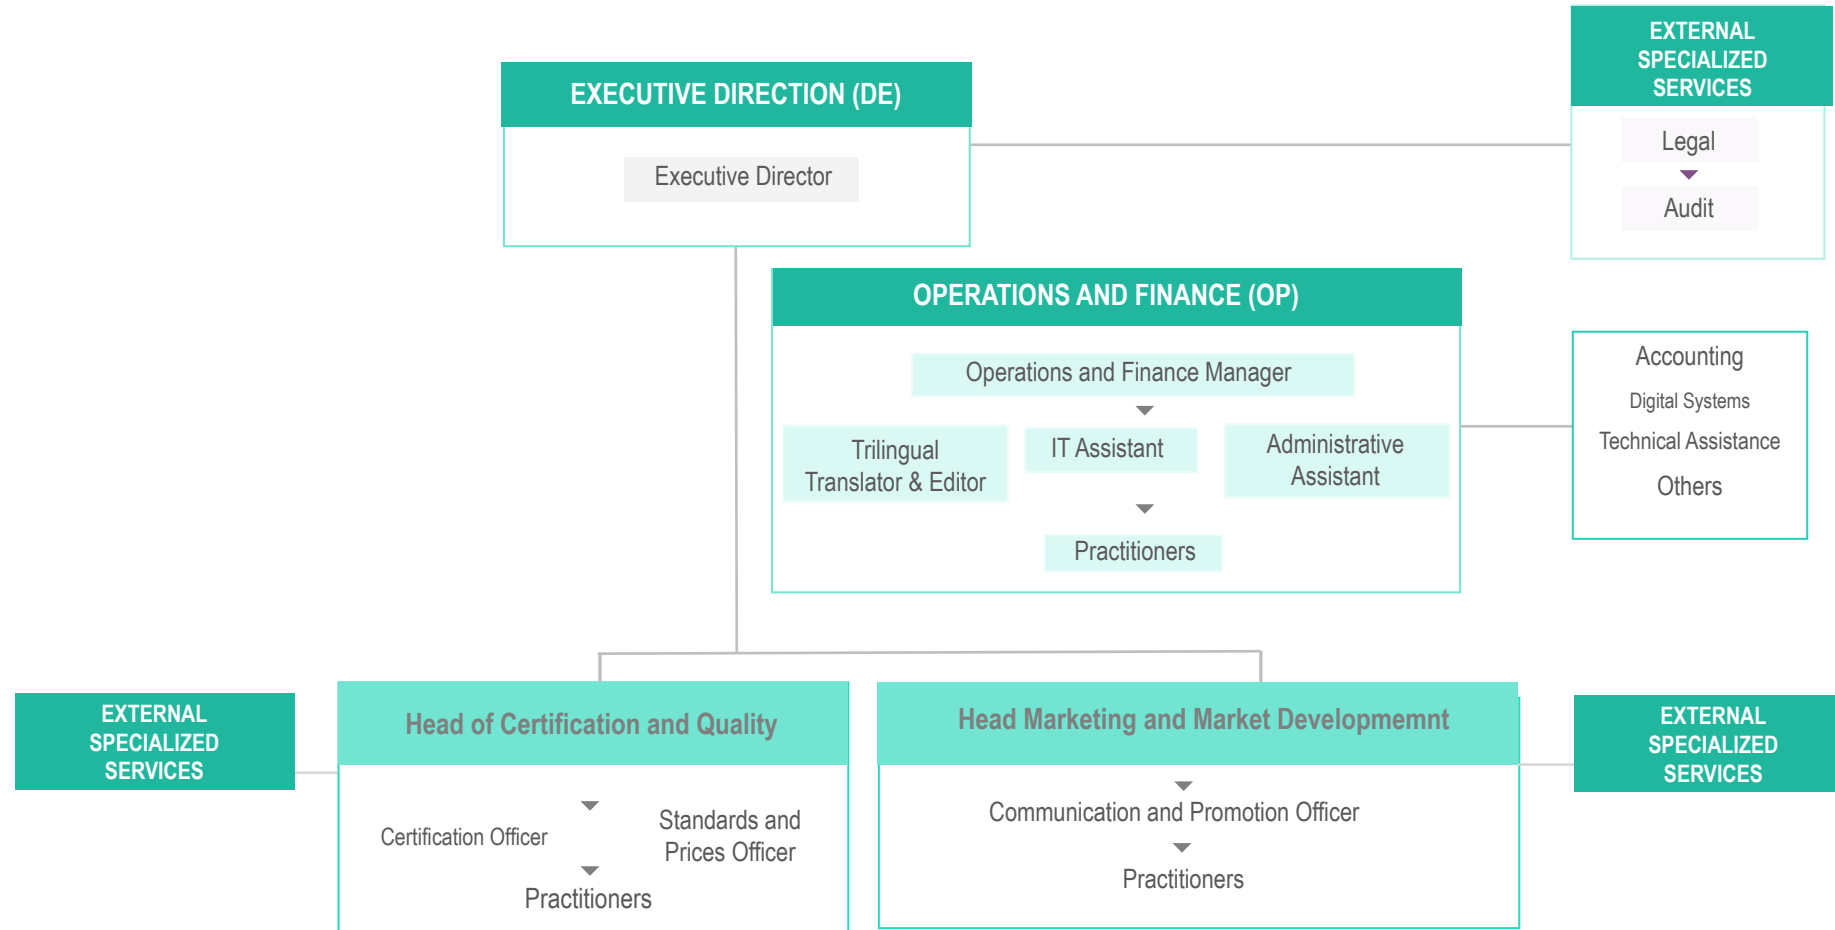 EXTERNAL
SPECIALIZED
SERVICES
EXECUTIVE DIRECTION (DE)
Legal
Executive Director
Audit
OPERATIONS AND FINANCE (OP)
Operations and Finance Manager
Trilingual
Translator & Editor
IT Assistant
Administrative
Assistant
Practitioners
Accounting
Digital Systems
Technical Assistance
Others
EXTERNAL
SPECIALIZED
SERVICES
Head of Certification and Quality
Certification Officer
Standards and
Prices Officer
Practitioners
Head Marketing and Market Developmemnt
Communication and Promotion Officer
Practitioners
EXTERNAL
SPECIALIZED
SERVICES